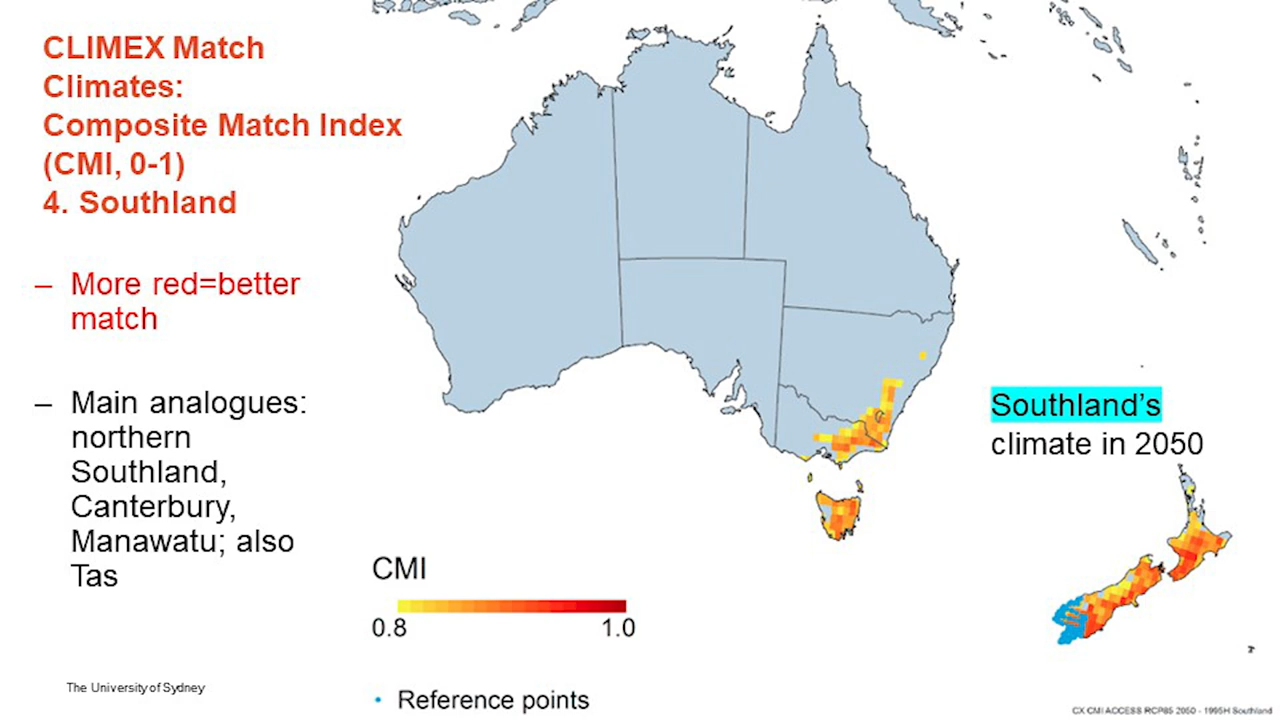 CLIMEX Match
Climates:
Composite Match Index
(CMI, 0-1)
4. Southland
– More red=better
match
– Main analogues:
northern
Southland,
Canterbury,
Manawatu; also
Tas
Southland’s
climate in 2050
CMI
0.8 1.0
• Reference points
The University of Sydney
CX CMI ACCESS RCP85 2050 - 1995H Southland